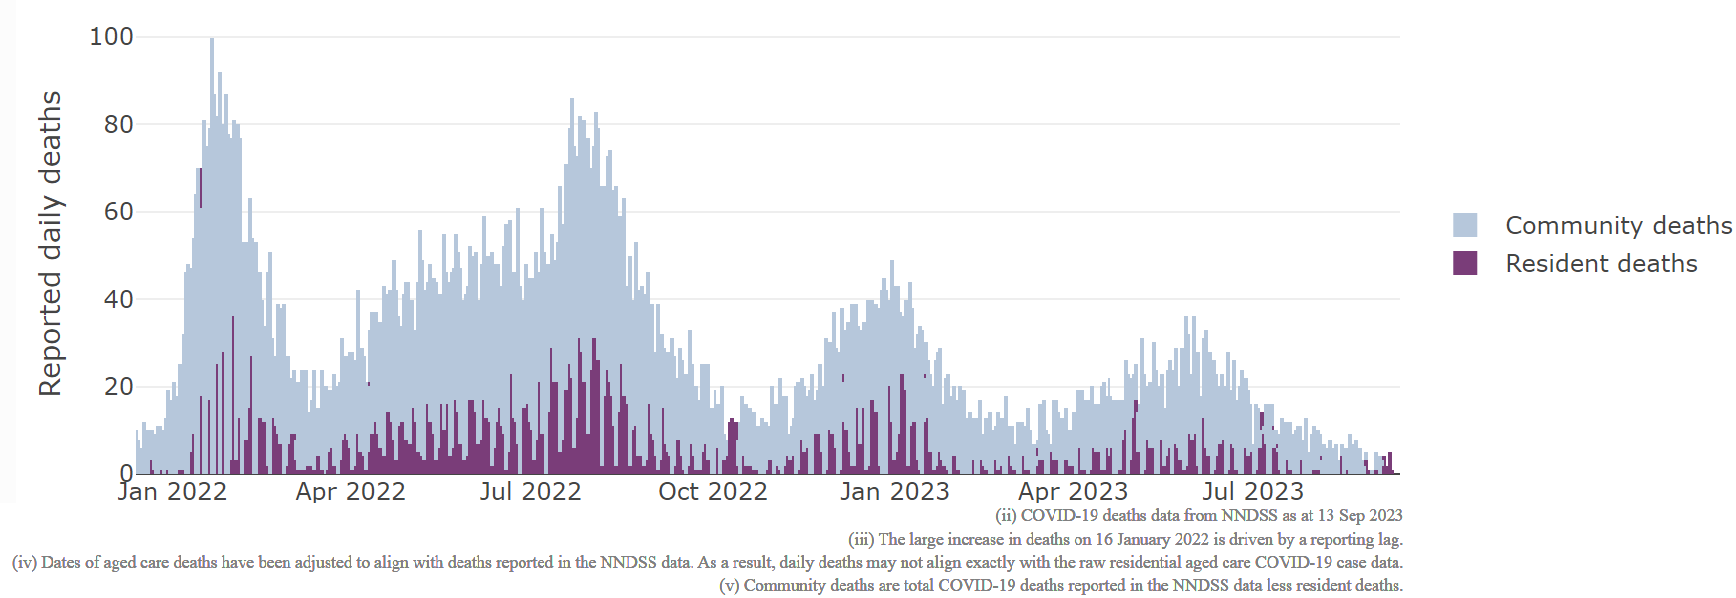 100
80
60
40
20
0
Reported daily deaths
Jan 2022 Apr 2022 Jul 2022 Oct 2022 Jan 2023 Apr 2023 Jul 2023
Community deaths
Resident deaths
(ii) COVID-19 deaths data from NNDSS as at 13 Sep 2023
(iii) The large increase in deaths on 16 January 2022 is driven by a reporting lag.
(iv) Dates of aged care deaths have been adjusted to align with deaths reported in the NNDSS data. As a result, daily deaths may not align exactly with the raw residential aged care COVID-19 case data.
(v) Community deaths are total COVID-19 deaths reported in the NNDSS data less resident deaths.